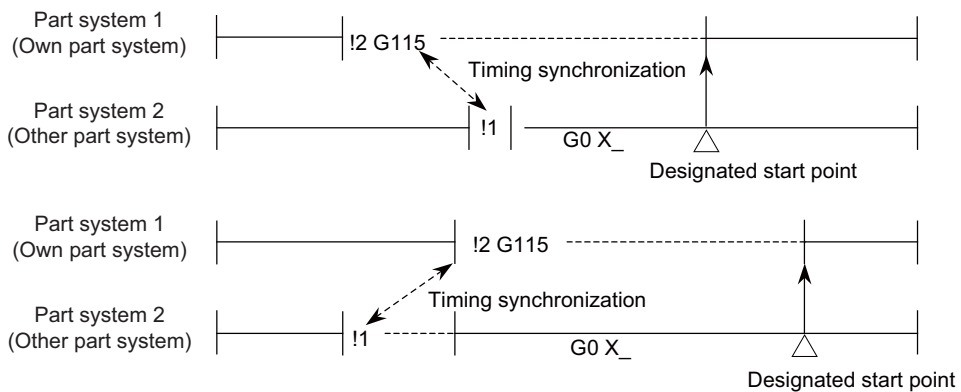 Part system 1
(Own part system)
!2 G115
Timing synchronization
Part system 2
(Other part system)
!1
G0 X_
Designated start point
Part system 1
(Own part system)
!2 G115
Timing synchronization
Part system 2
(Other part system)
!1
G0 X_
Designated start point